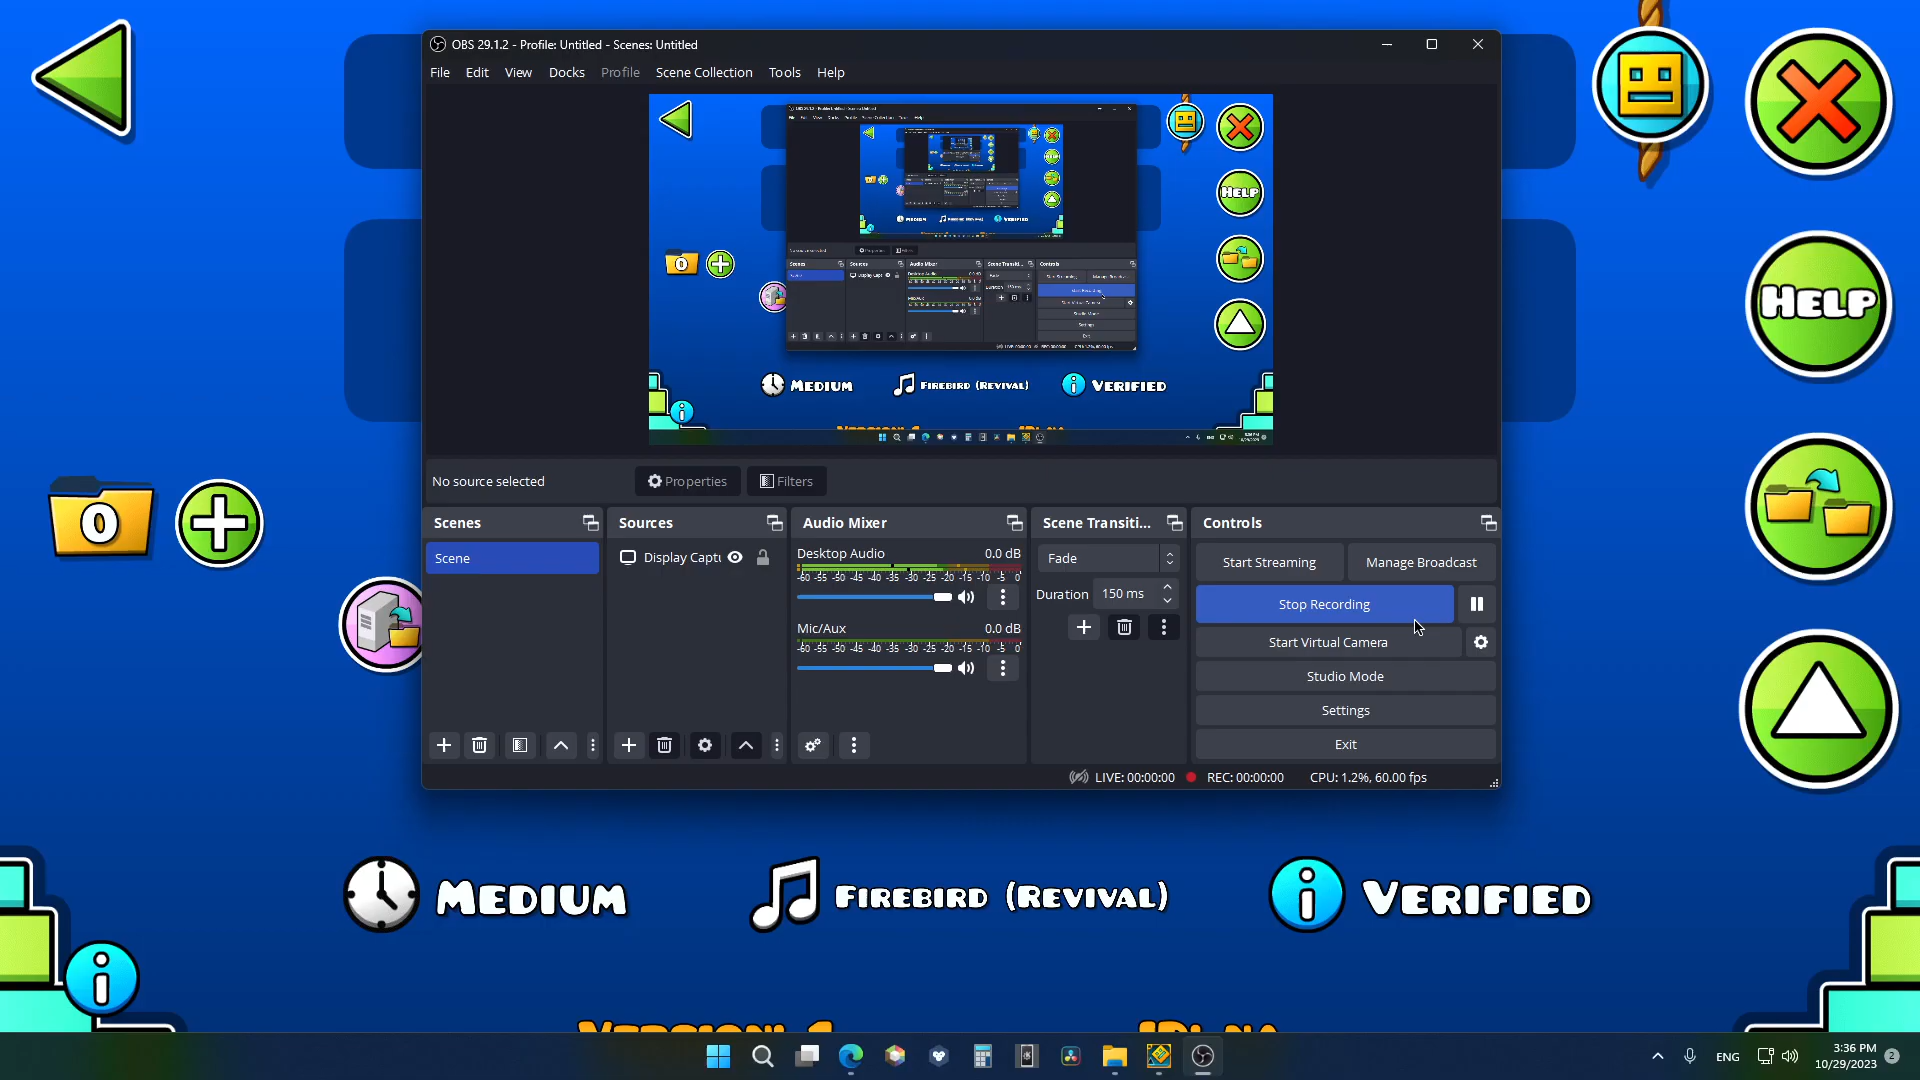 OBS 29.1.2 - Profile: Untitled - Scenes: Untitled
File Edit View Docks Profile Scene Collection Tools Help
HELP
0
MEDIUM
FIREBIRD (REVIVAL)
VERIFIED
No source selected
Properties
Filters
Scenes
Sources
Audio Mixer
Scene Transiti...
Controls
Scene
Display Captu
Desktop Audio 0.0 dB
-60 -55 -50 -45 -40 -35 -30 -25 -20 -15 -10 -5 0
Mic/Aux 0.0 dB
-60 -55 -50 -45 -40 -35 -30 -25 -20 -15 -10 -5 0
Fade
Duration 150 ms
Start Streaming
Manage Broadcast
Stop Recording
Start Virtual Camera
Studio Mode
Settings
Exit
LIVE: 00:00:00 REC: 00:00:00 CPU: 1.2%, 60.00 fps
HELP
0
MEDIUM
FIREBIRD (REVIVAL)
VERIFIED
VERSION: 1
ENG
3:36 PM
10/29/2023
2